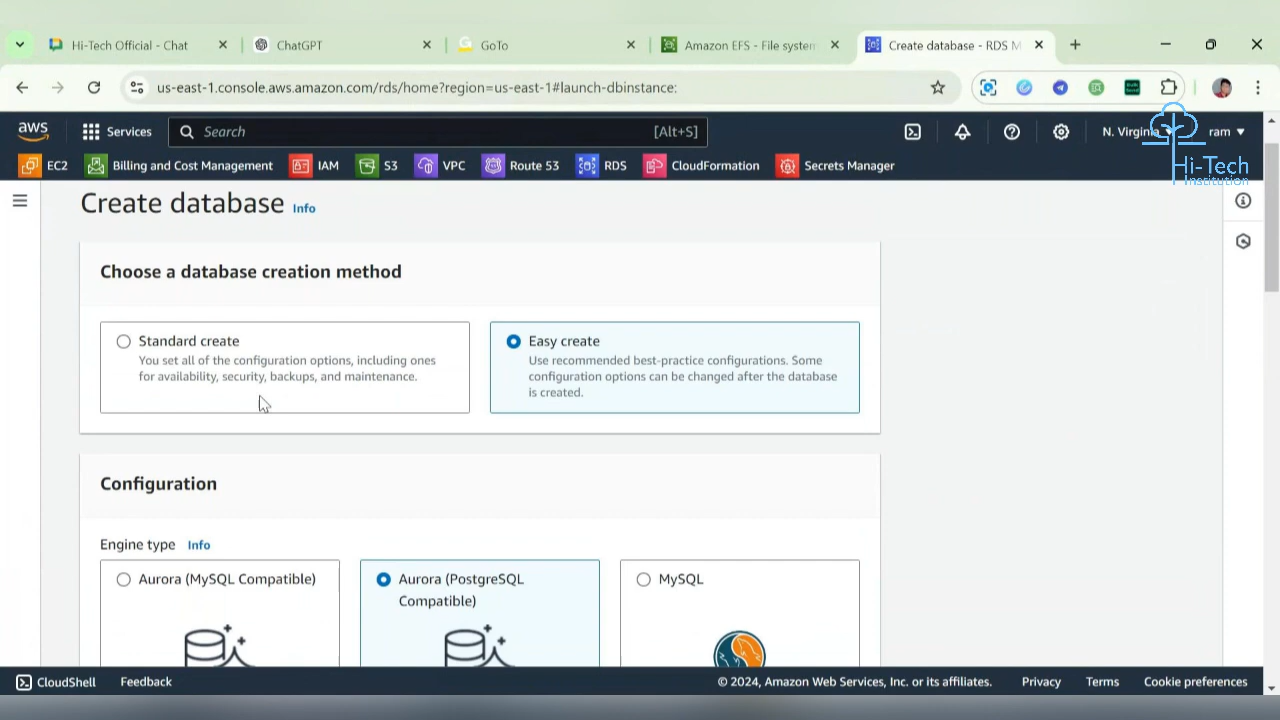 Hi-Tech Official - Chat
ChatGPT
GoTo
Amazon EFS - File system
Create database - RDS M
us-east-1.console.aws.amazon.com/rds/home?region=us-east-1#launch-dbinstance:
aws
Services
Search
[Alt+S]
N. Virginia
ram
EC2
Billing and Cost Management
IAM
S3
VPC
Route 53
RDS
CloudFormation
Secrets Manager
Hi-Tech
Institution
Create database Info
Choose a database creation method
Standard create
You set all of the configuration options, including ones
for availability, security, backups, and maintenance.
Easy create
Use recommended best-practice configurations. Some
configuration options can be changed after the database
is created.
Configuration
Engine type Info
Aurora (MySQL Compatible)
Aurora (PostgreSQL
Compatible)
MySQL
CloudShell
Feedback
© 2024, Amazon Web Services, Inc. or its affiliates.
Privacy
Terms
Cookie preferences